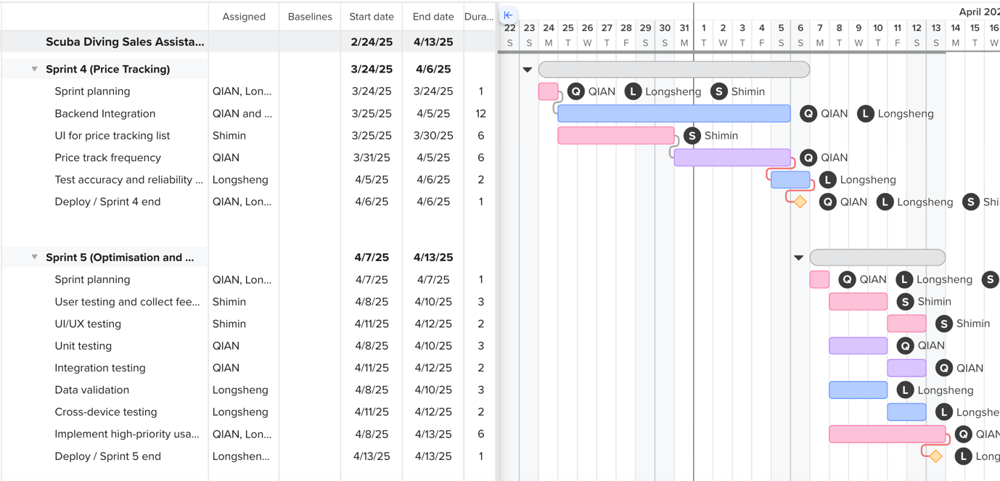 April 202
Assigned Baselines Start date End date Dura...
22 23 24 25 26 27 28 29 30 31 1 2 3 4 5 6 7 8 9 10 11 12 13 14 15 16
S S M T W T F S S M T W T F S S M T W T F S S M T W
Scuba Diving Sales Assista... 2/24/25 4/13/25
Sprint 4 (Price Tracking) 3/24/25 4/6/25
Sprint planning QIAN, Lon... 3/24/25 3/24/25 1 Q QIAN L Longsheng S Shimin
Backend Integration QIAN and ... 3/25/25 4/5/25 12 Q QIAN L Longsheng
UI for price tracking list Shimin 3/25/25 3/30/25 6 S Shimin
Price track frequency QIAN 3/31/25 4/5/25 6 Q QIAN
Test accuracy and reliability ... Longsheng 4/5/25 4/6/25 2 L Longsheng
Deploy / Sprint 4 end QIAN, Lon... 4/6/25 4/6/25 1 Q QIAN L Longsheng S Shi
Sprint 5 (Optimisation and ... 4/7/25 4/13/25
Sprint planning QIAN, Lon... 4/7/25 4/7/25 1 Q QIAN L Longsheng S
User testing and collect fee... Shimin 4/8/25 4/10/25 3 S Shimin
UI/UX testing Shimin 4/11/25 4/12/25 2 S Shimin
Unit testing QIAN 4/8/25 4/10/25 3 Q QIAN
Integration testing QIAN 4/11/25 4/12/25 2 Q QIAN
Data validation Longsheng 4/8/25 4/10/25 3 L Longsheng
Cross-device testing Longsheng 4/11/25 4/12/25 2 L Longshe
Implement high-priority usa... QIAN, Lon... 4/8/25 4/13/25 6 Q QIAN
Deploy / Sprint 5 end Longshen... 4/13/25 4/13/25 1 L Long